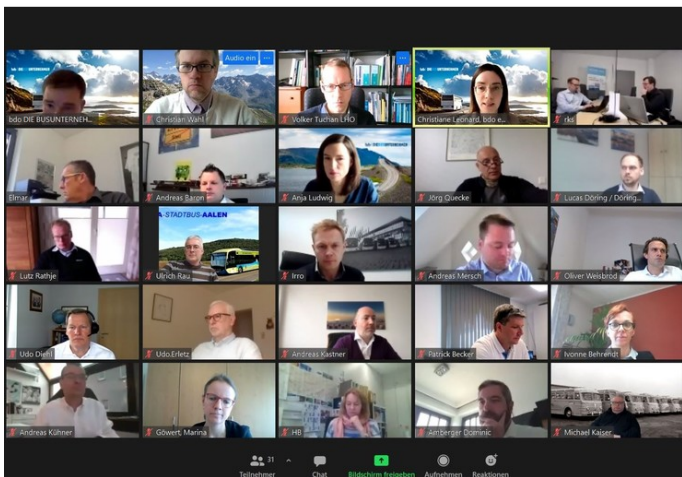 bdo DIE BUSUNTERNEH...
Audio ein
Christian Wahl
Volker Tuchan LHO
Christiane Leonard, bdo e...
rks
Elmar
Andreas Baron
Anja Ludwig
Jörg Quecke
Lucas Döring / Döring...
Lutz Rathje
A-STADTBUS-AALEN
Ulrich Rau
Irro
Andreas Mersch
Oliver Weisbrod
Udo Diehl
Udo.Erletz
Andreas Kastner
Patrick Becker
Ivonne Behrendt
Andreas Kühner
Göwert, Marina
HB
Amberger Dominic
Michael Kaiser
31
Teilnehmer
Chat
Bildschirm freigeben
Aufnehmen
Reaktionen